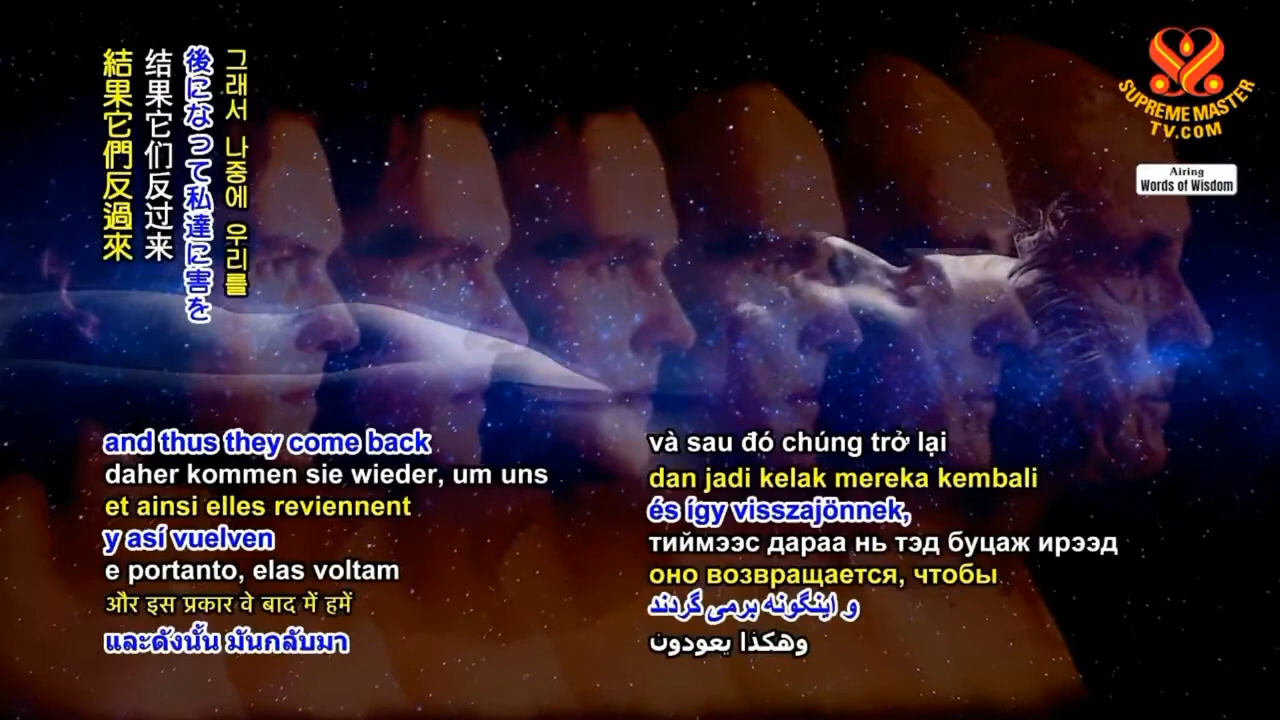 結果它們反過來
结果它们反过来
後になって私達に害を
그래서 나중에 우리를
SUPREME MASTER
TV.COM
Airing
Words of Wisdom
and thus they come back
daher kommen sie wieder, um uns
et ainsi elles reviennent
y así vuelven
e portanto, elas voltam
और इस प्रकार वे बाद में हमें
และดังนั้น มันกลับมา
và sau đó chúng trở lại
dan jadi kelak mereka kembali
és így visszajönnek,
тиймээс дараа нь тэд буцаж ирээд
оно возвращается, чтобы
و اینگونه برمی گردند
وهكذا يعودون